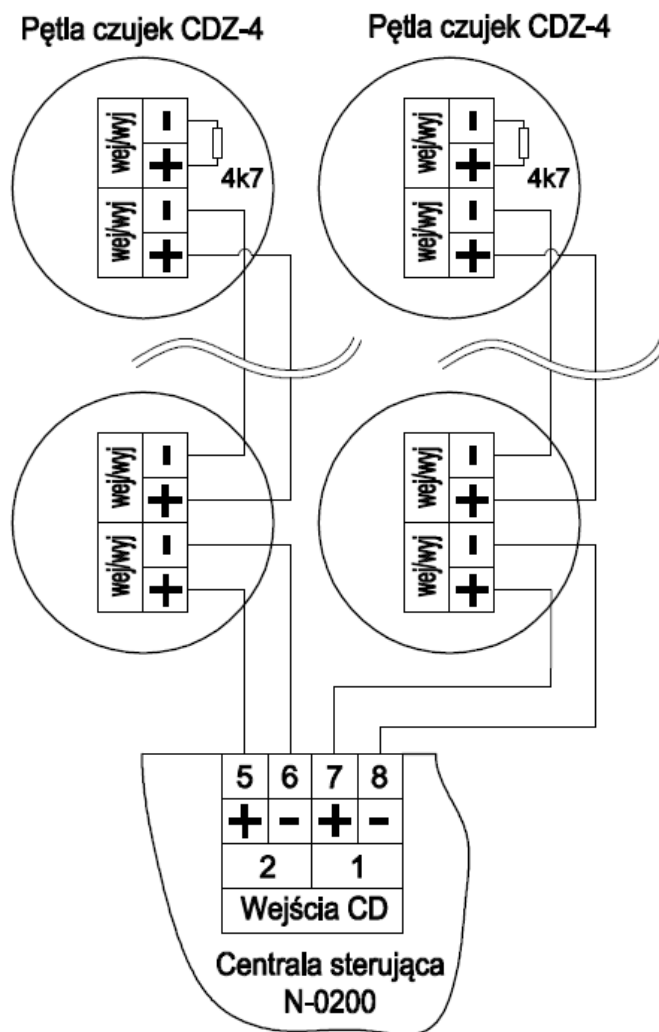 Pętla czujek CDZ-4
Pętla czujek CDZ-4
wej/wyj
-
+
4k7
wej/wyj
-
+
wej/wyj
-
+
4k7
wej/wyj
-
+
wej/wyj
-
+
wej/wyj
-
+
wej/wyj
-
+
wej/wyj
-
+
5 6 7 8
+ - + -
2 1
Wejścia CD
Centrala sterująca
N-0200